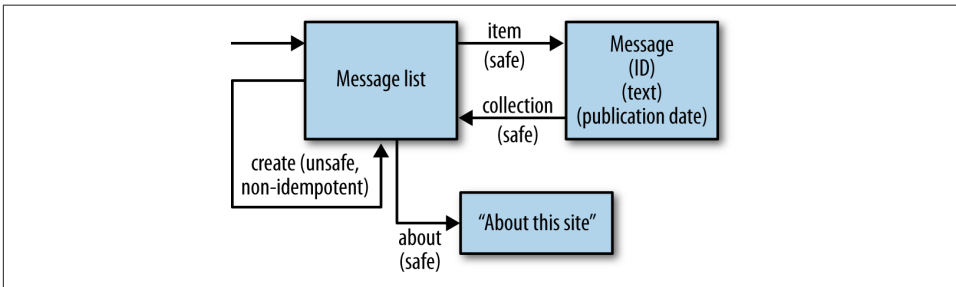 item
(safe)
Message list
Message
(ID)
(text)
(publication date)
collection
(safe)
create (unsafe,
non-idempotent)
“About this site”
about
(safe)